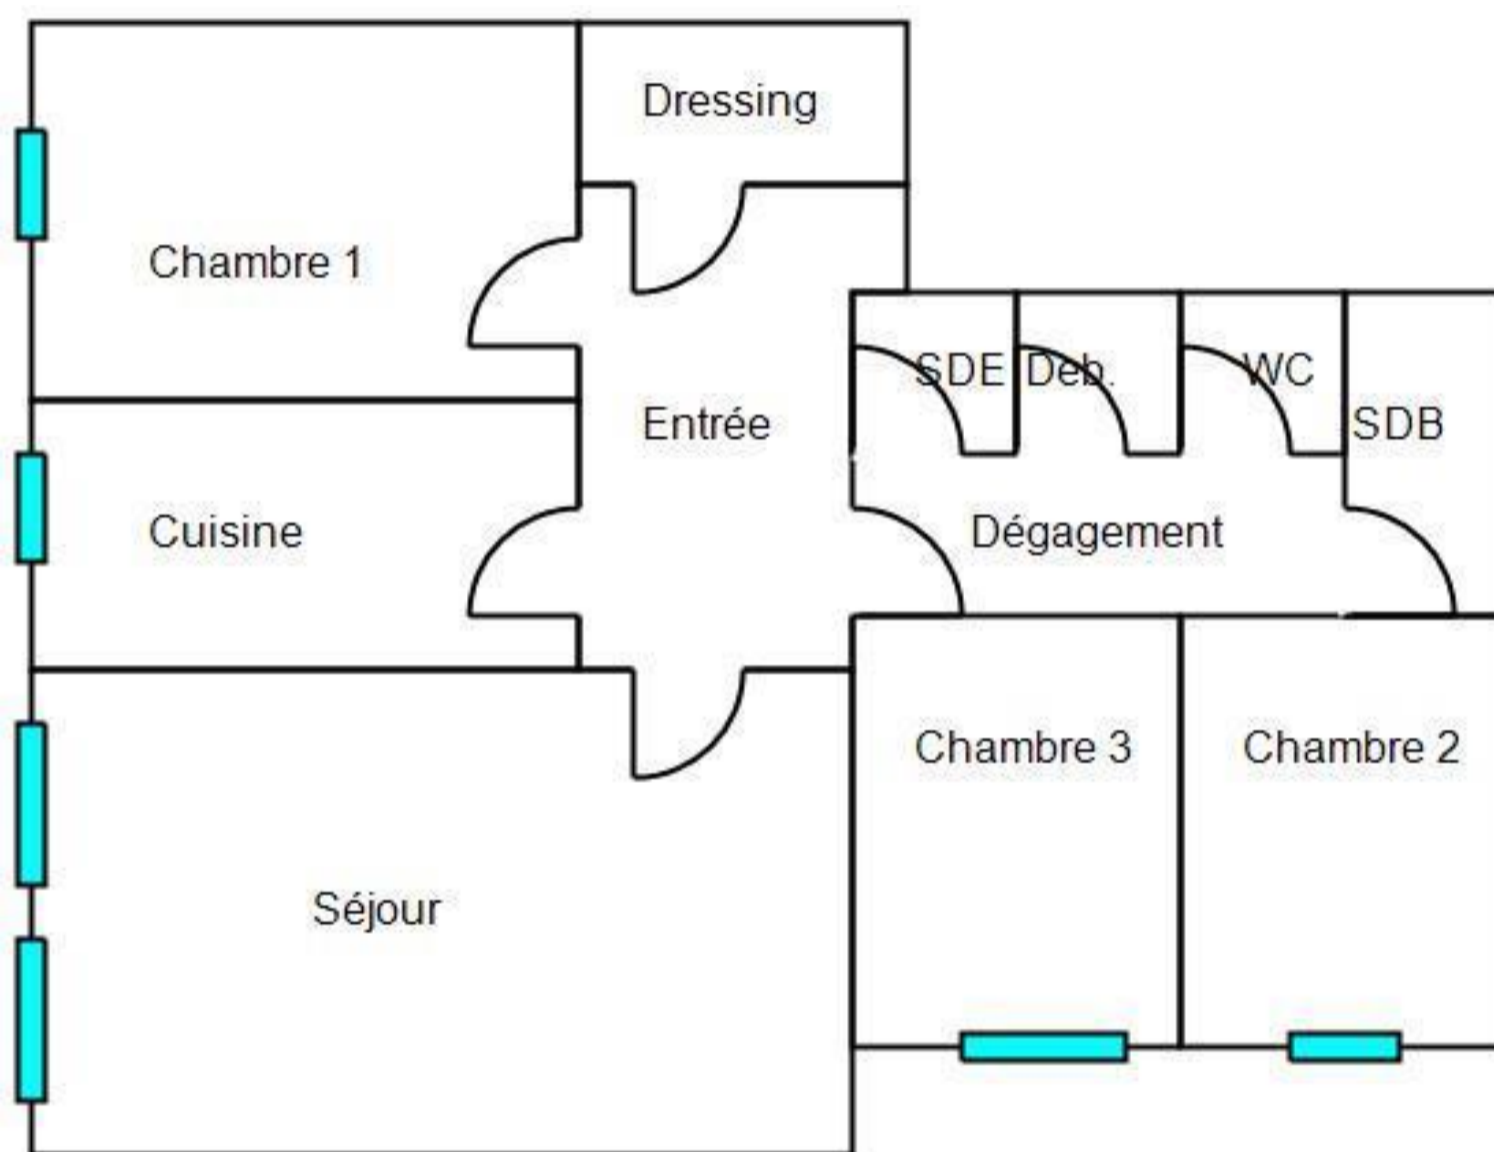 Dressing
Chambre 1
SDE
Deb.
WC
Entrée
SDB
Cuisine
Dégagement
Chambre 3
Chambre 2
Séjour